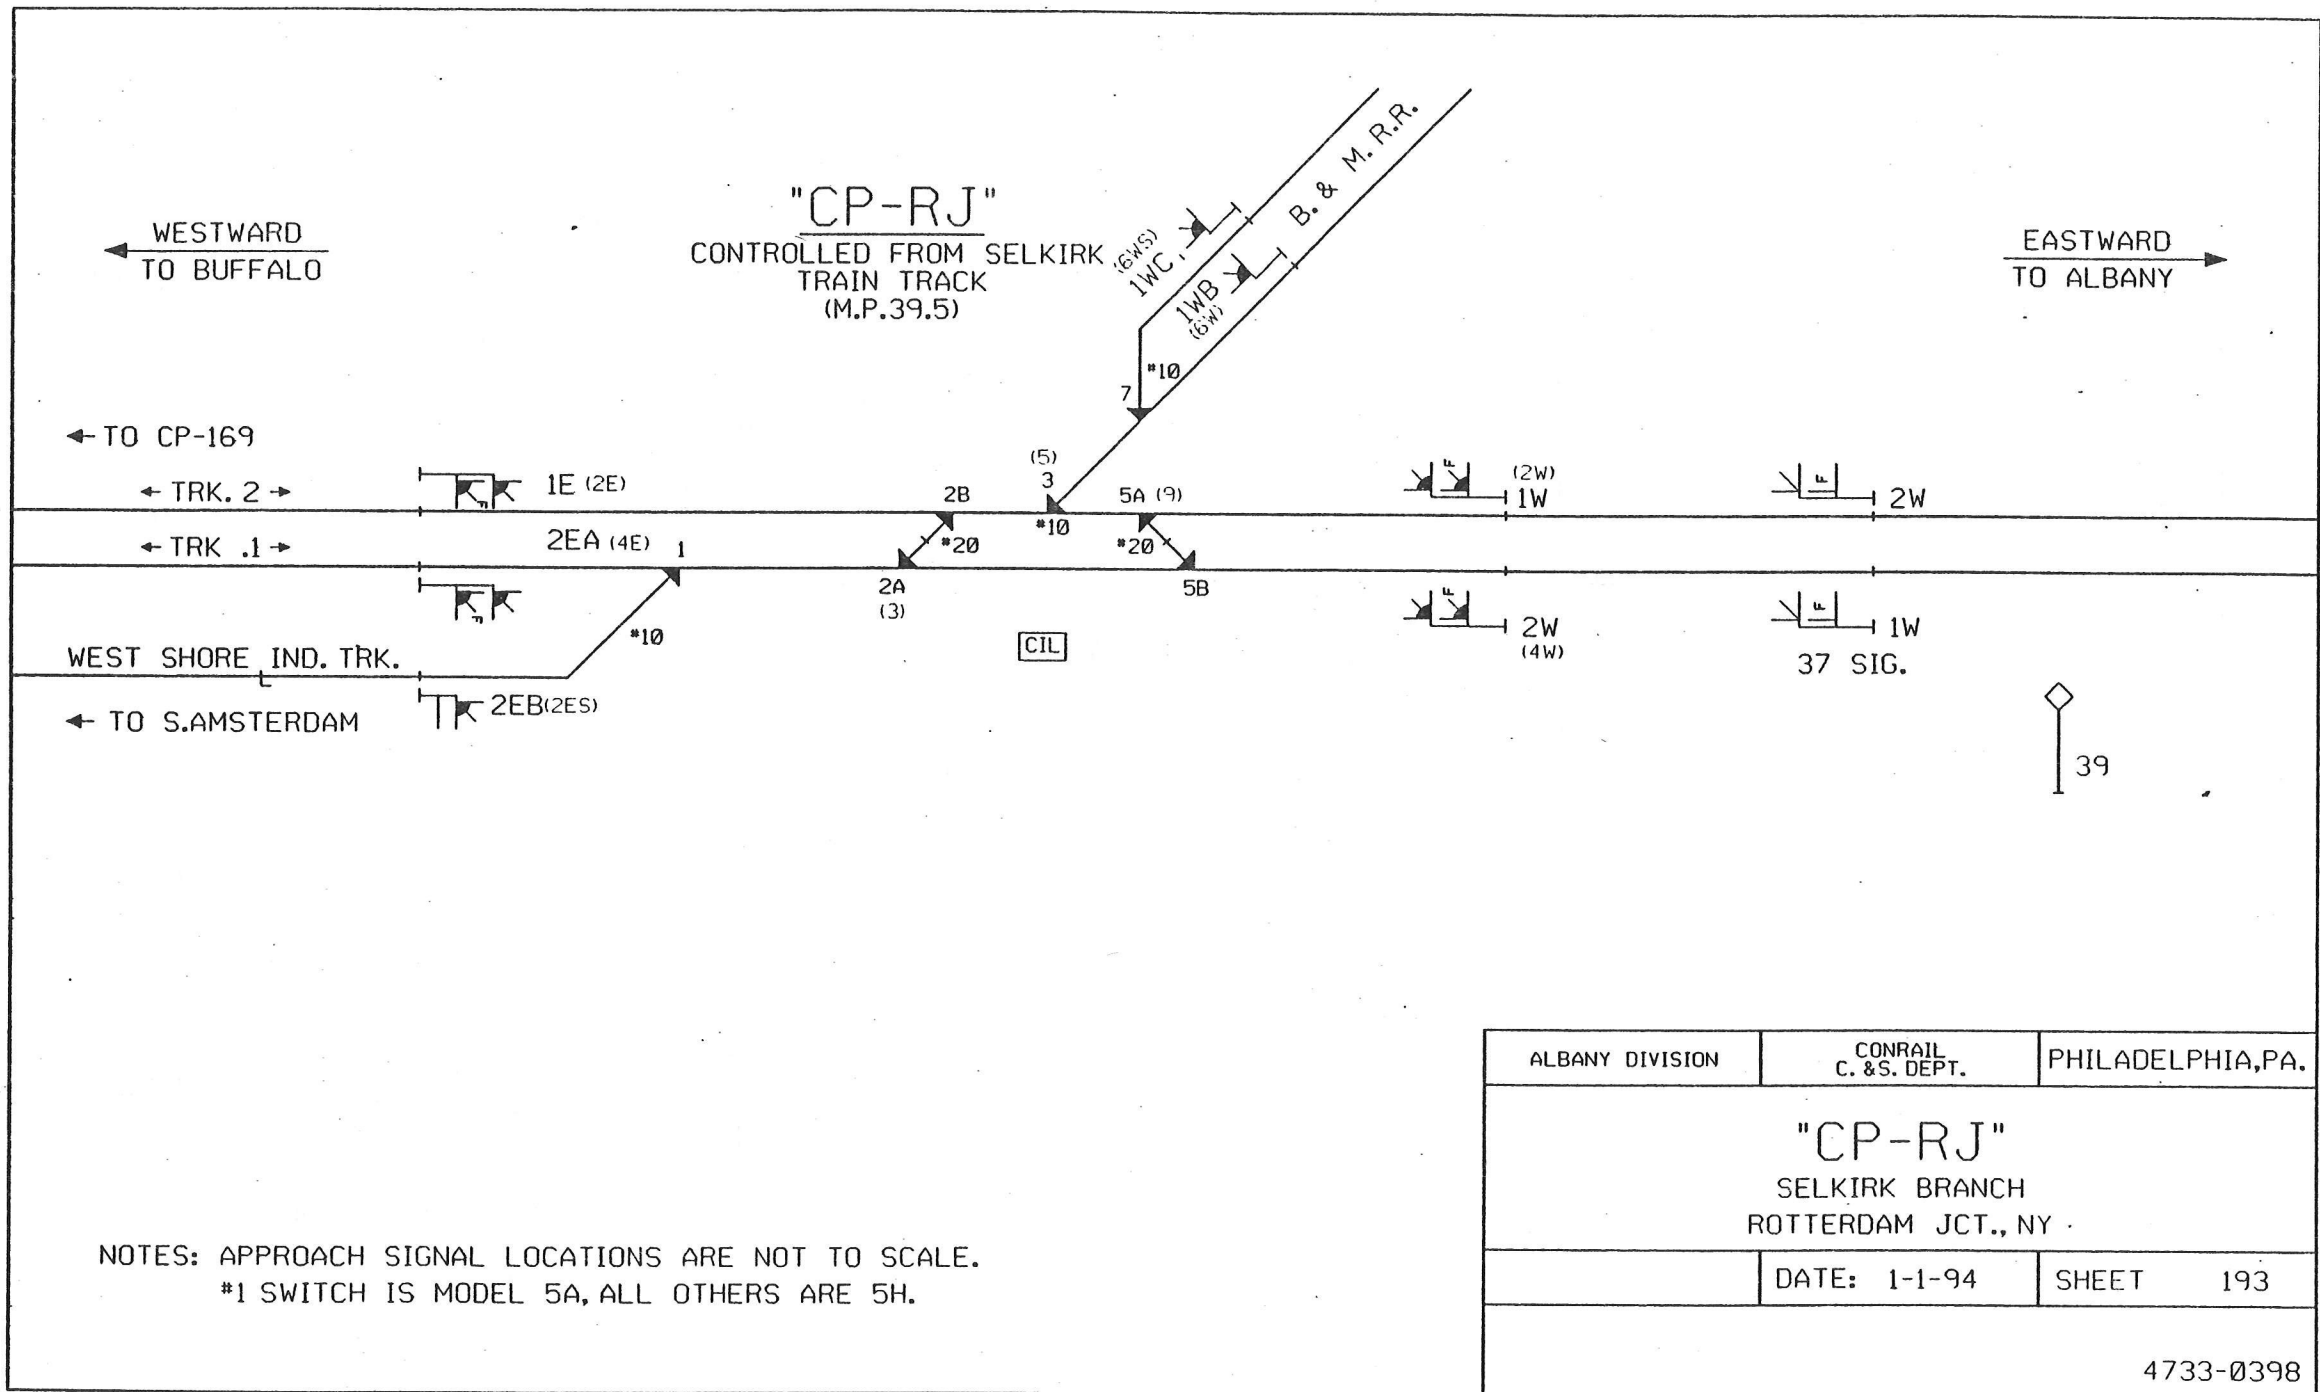 "CP-RJ"
CONTROLLED FROM SELKIRK
TRAIN TRACK
(M.P.39.5)
WESTWARD
TO BUFFALO
EASTWARD
TO ALBANY
B. & M. R.R.
(6WS)
1WC
1WB
(6W)
#10
7
← TO CP-169
← TRK. 2 →
1E (2E)
F
2B
(5)
3
5A (9)
F
(2W)
1W
F
2W
#10
← TRK .1 →
2EA (4E)
1
#20
#20
F
2A
(3)
5B
F
2W
(4W)
F
1W
37 SIG.
#10
CIL
WEST SHORE IND. TRK.
2EB(2ES)
← TO S.AMSTERDAM
39
NOTES: APPROACH SIGNAL LOCATIONS ARE NOT TO SCALE.
#1 SWITCH IS MODEL 5A, ALL OTHERS ARE 5H.
ALBANY DIVISION
CONRAIL
C. &S. DEPT.
PHILADELPHIA,PA.
"CP-RJ"
SELKIRK BRANCH
ROTTERDAM JCT., NY
DATE: 1-1-94
SHEET 193
4733-0398